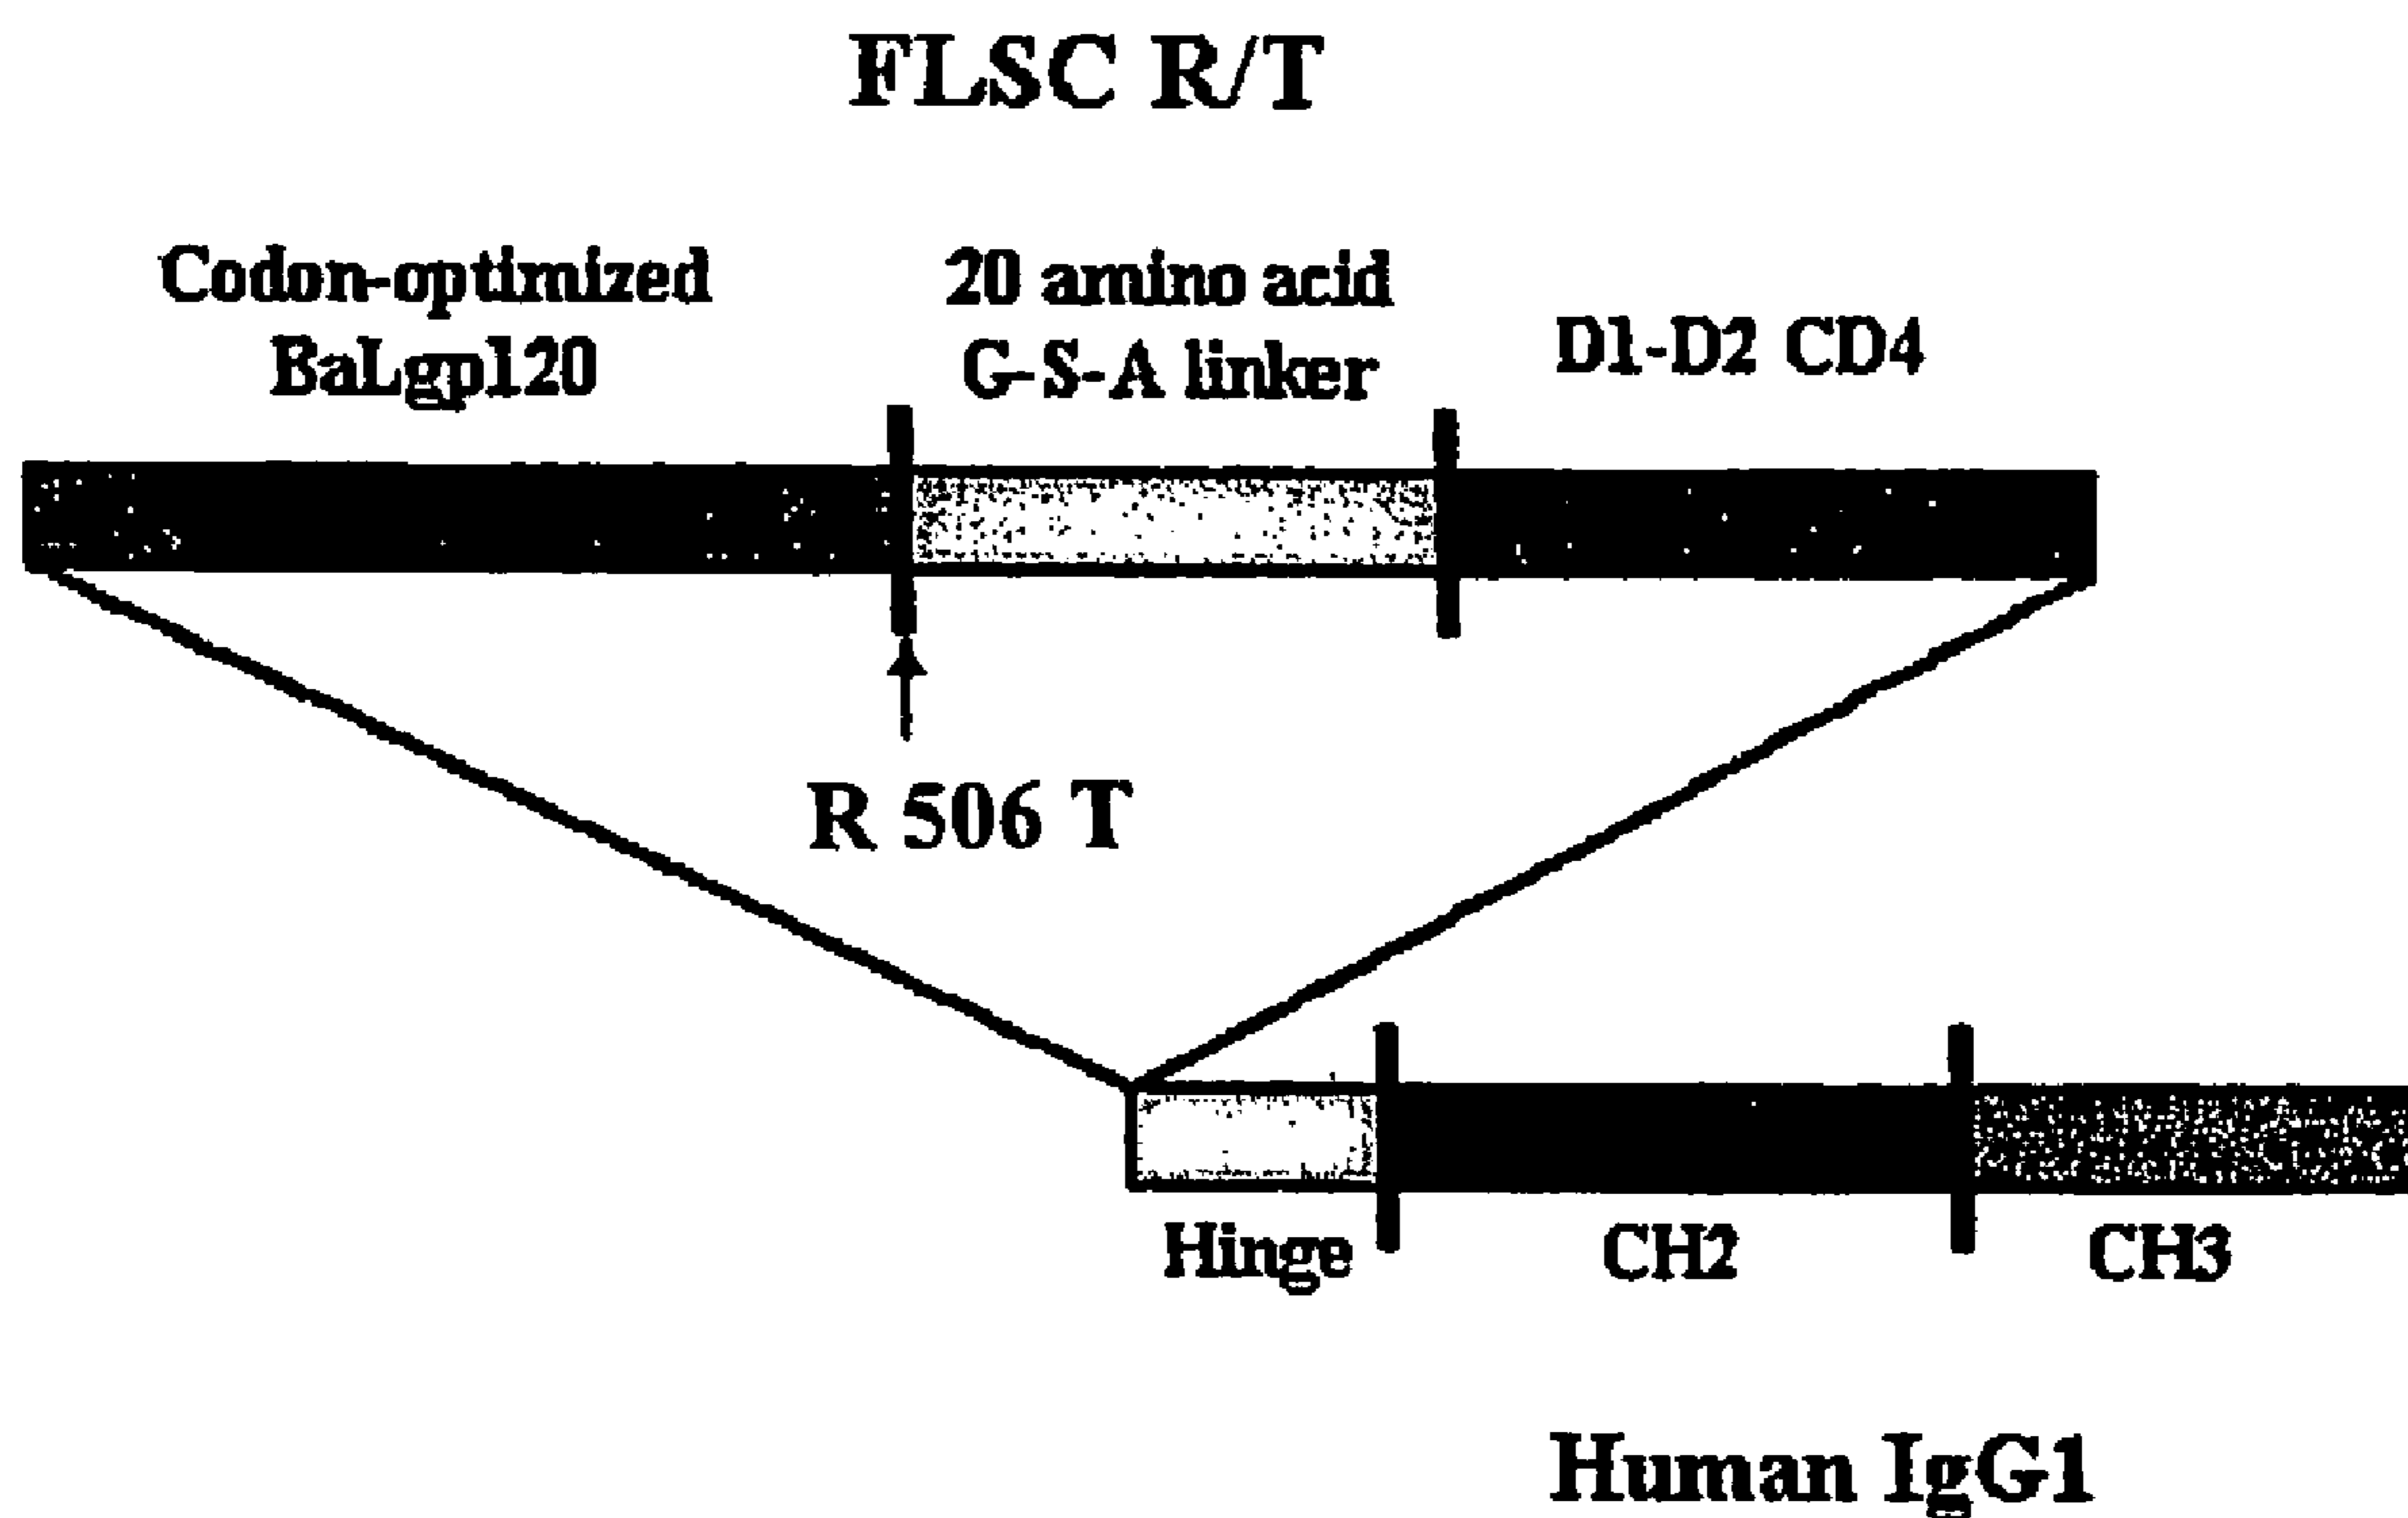 FLSC R/T
Codon-optimized
BaLgp120
20 amino acid
G-S-A linker
D1-D2 CD4
R 506 T
Hinge
CH2
CH3
Human IgG1